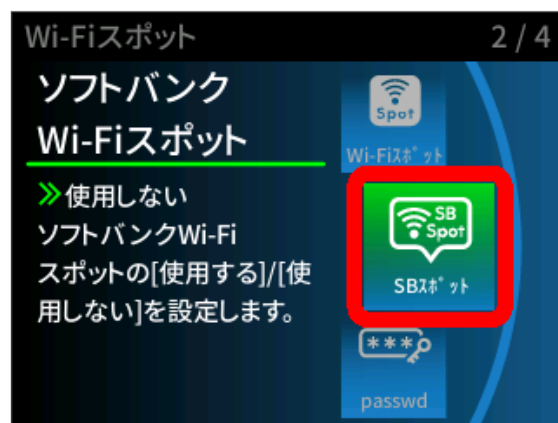 Wi-Fiスポット
2 / 4
ソフトバンク
Wi-Fiスポット
≫使用しない
ソフトバンクWi-Fi
スポットの[使用する]/[使
用しない]を設定します。
Spot
Wi-Fiｽﾎﾟｯﾄ
SB
Spot
SBｽﾎﾟｯﾄ
***
passwd